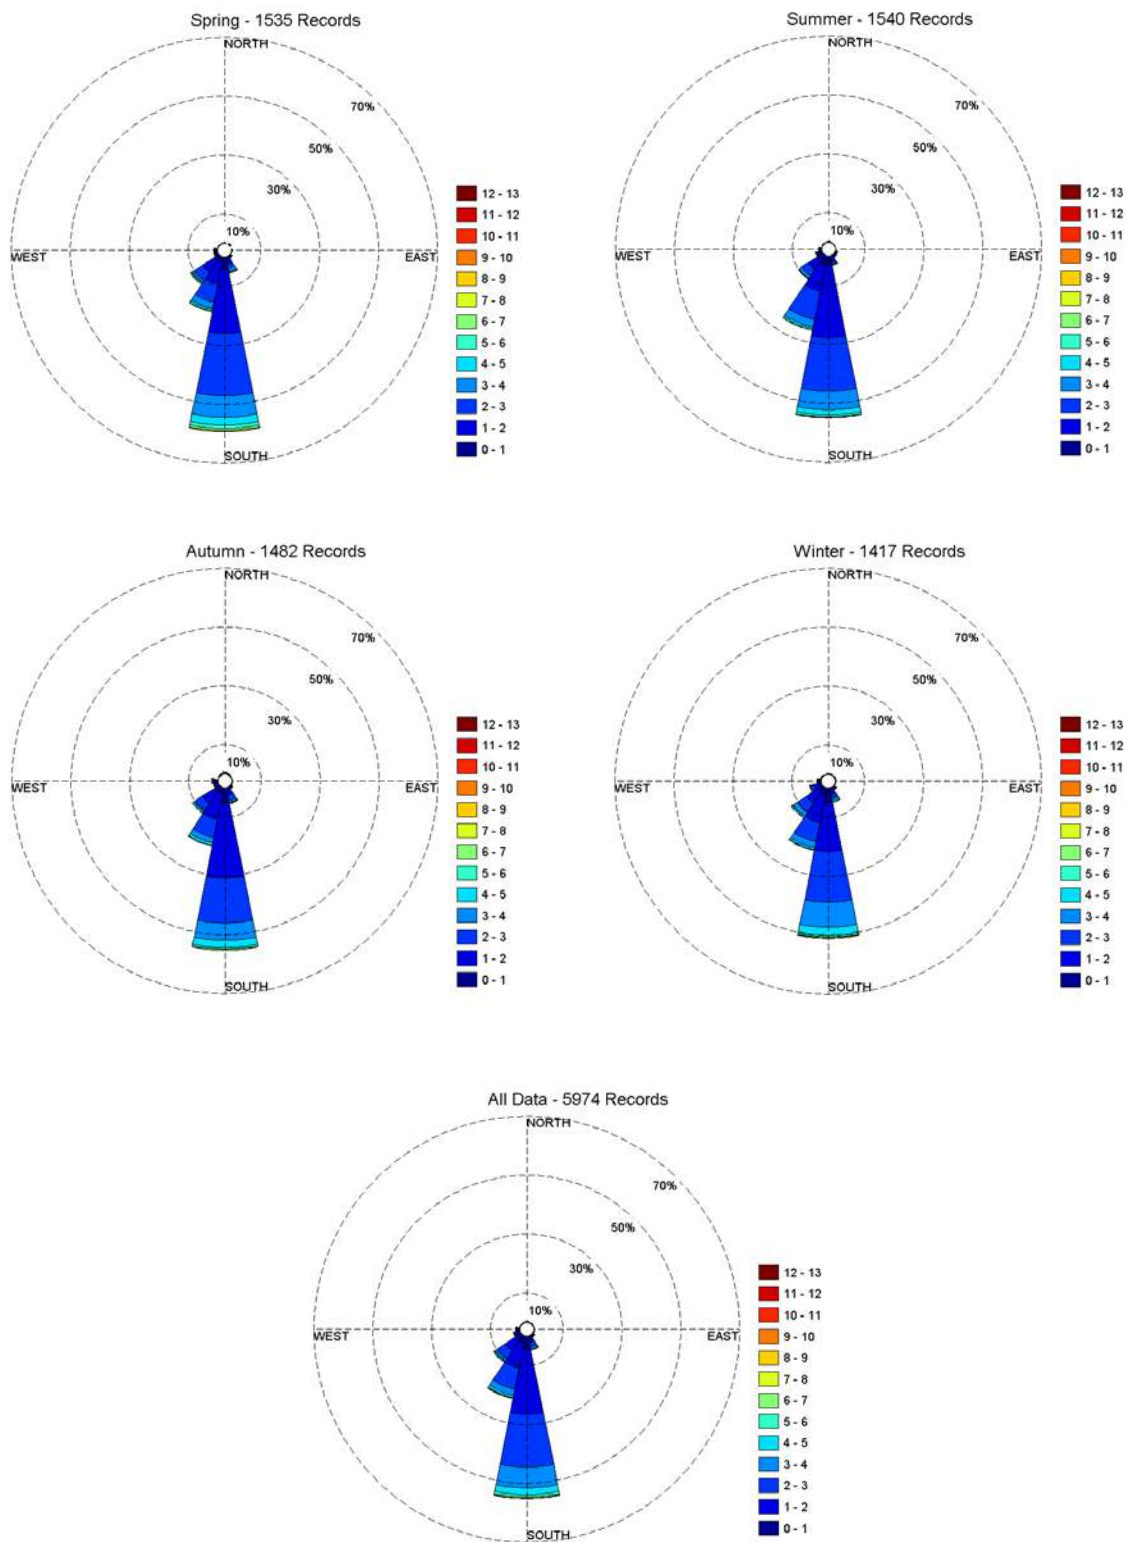 Spring - 1535 Records
NORTH
70%
50%
30%
10%
WEST
EAST
SOUTH
12 - 13
11 - 12
10 - 11
9 - 10
8 - 9
7 - 8
6 - 7
5 - 6
4 - 5
3 - 4
2 - 3
1 - 2
0 - 1
Summer - 1540 Records
NORTH
70%
50%
30%
10%
WEST
EAST
SOUTH
12 - 13
11 - 12
10 - 11
9 - 10
8 - 9
7 - 8
6 - 7
5 - 6
4 - 5
3 - 4
2 - 3
1 - 2
0 - 1
Autumn - 1482 Records
NORTH
70%
50%
30%
10%
WEST
EAST
SOUTH
12 - 13
11 - 12
10 - 11
9 - 10
8 - 9
7 - 8
6 - 7
5 - 6
4 - 5
3 - 4
2 - 3
1 - 2
0 - 1
Winter - 1417 Records
NORTH
70%
50%
30%
10%
WEST
EAST
SOUTH
12 - 13
11 - 12
10 - 11
9 - 10
8 - 9
7 - 8
6 - 7
5 - 6
4 - 5
3 - 4
2 - 3
1 - 2
0 - 1
All Data - 5974 Records
NORTH
70%
50%
30%
10%
WEST
EAST
SOUTH
12 - 13
11 - 12
10 - 11
9 - 10
8 - 9
7 - 8
6 - 7
5 - 6
4 - 5
3 - 4
2 - 3
1 - 2
0 - 1